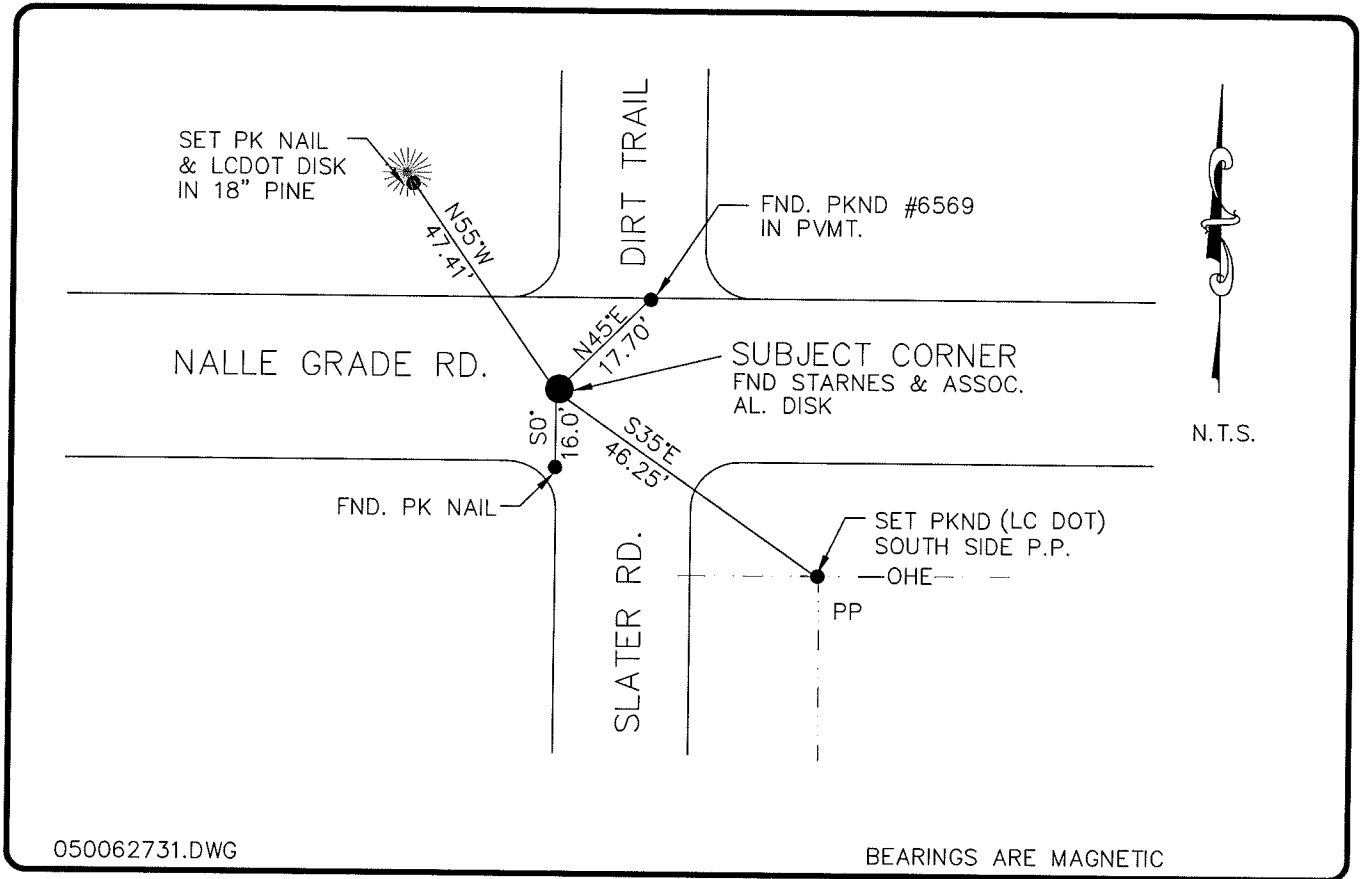 SET PK NAIL
& LCDOT DISK
IN 18" PINE
DIRT TRAIL
FND. PKND #6569
IN PVMT.
N55°W
47.41'
N45°E
17.70'
NALLE GRADE RD.
SUBJECT CORNER
FND STARNES & ASSOC.
AL. DISK
S0°
16.0'
S35°E
46.25'
N.T.S.
FND. PK NAIL
SET PKND (LC DOT)
SOUTH SIDE P.P.
OHE
PP
SLATER RD.
050062731.DWG
BEARINGS ARE MAGNETIC